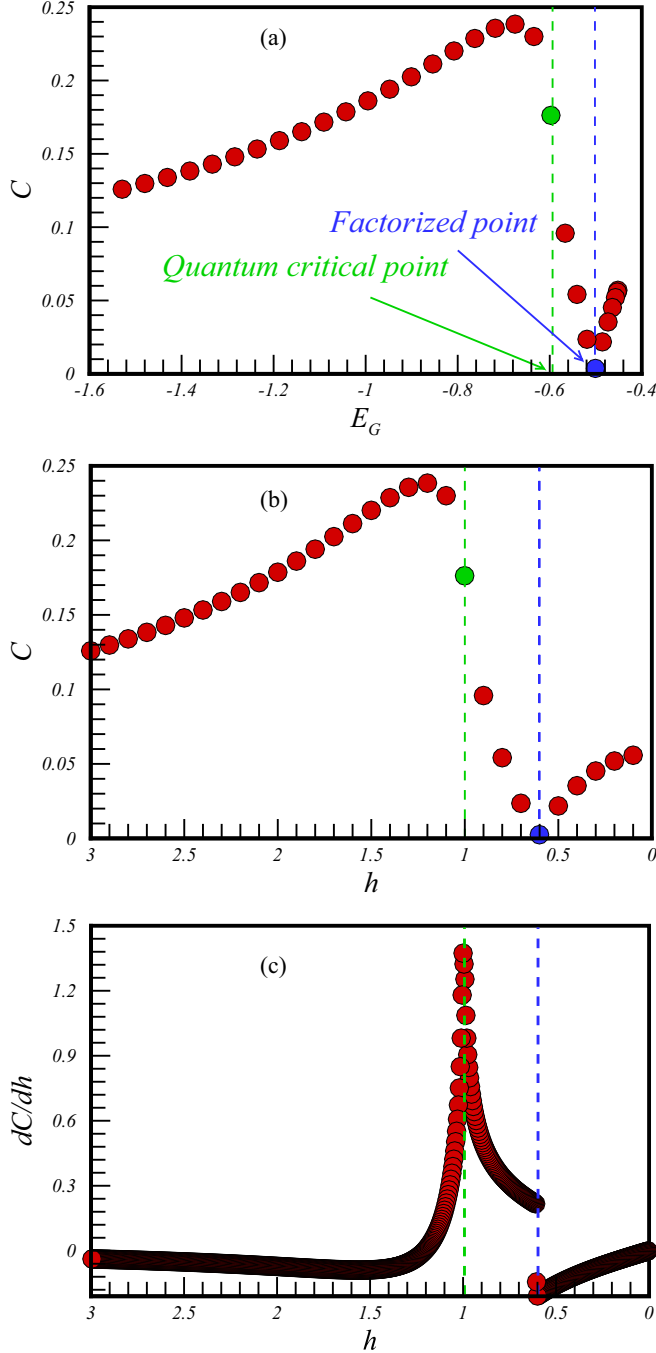 0.25
(a)
0.2
0.15
C
0.1
Factorized point
Quantum critical point
0.05
0
-1.6 -1.4 -1.2 -1 -0.8 -0.6 -0.4
E_G
0.25
(b)
0.2
0.15
C
0.1
0.05
0
3 2.5 2 1.5 1 0.5 0
h
1.5
(c)
1.2
0.9
dC/dh
0.6
0.3
0
3 2.5 2 1.5 1 0.5 0
h